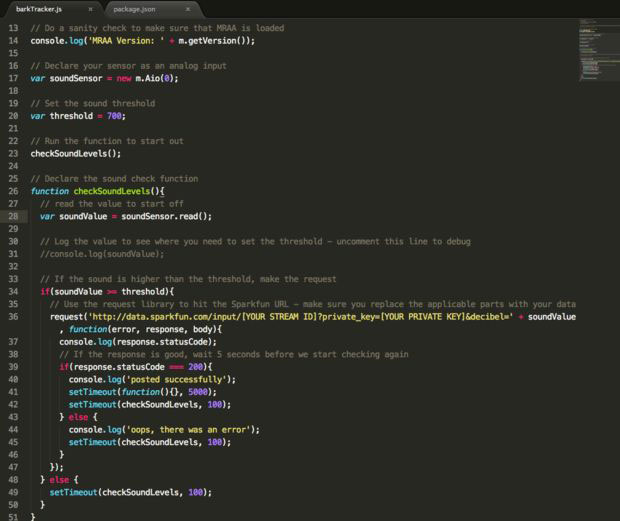 barkTracker.js × package.json ×
13 // Do a sanity check to make sure that MRAA is loaded
14 console.log('MRAA Version: ' + m.getVersion());
15
16 // Declare your sensor as an analog input
17 var soundSensor = new m.Aio(0);
18
19 // Set the sound threshold
20 var threshold = 700;
21
22 // Run the function to start out
23 checkSoundLevels();
24
25 // Declare the sound check function
26 function checkSoundLevels(){
27 // read the value to start off
28 var soundValue = soundSensor.read();
29
30 // Log the value to see where you need to set the threshold – uncomment this line to debug
31 //console.log(soundValue);
32
33 // If the sound is higher than the threshold, make the request
34 if(soundValue >= threshold){
35 // Use the request library to hit the Sparkfun URL – make sure you replace the applicable parts with your data
36 request('http://data.sparkfun.com/input/[YOUR STREAM ID]?private_key=[YOUR PRIVATE KEY]&decibel=' + soundValue
, function(error, response, body){
37 console.log(response.statusCode);
38 // If the response is good, wait 5 seconds before we start checking again
39 if(response.statusCode === 200){
40 console.log('posted successfully');
41 setTimeout(function(){}, 5000);
42 setTimeout(checkSoundLevels, 100);
43 } else {
44 console.log('oops, there was an error');
45 setTimeout(checkSoundLevels, 100);
46 }
47 });
48 } else {
49 setTimeout(checkSoundLevels, 100);
50 }
51 }